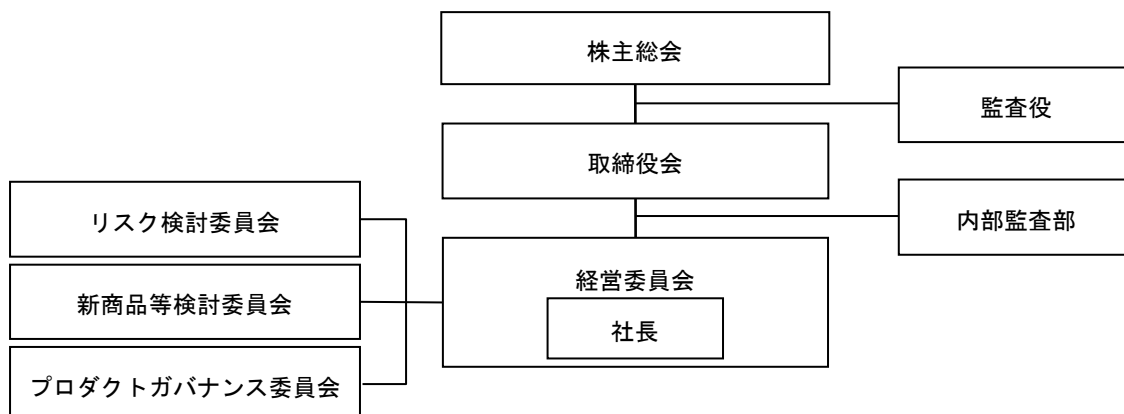 株主総会
監査役
取締役会
内部監査部
リスク検討委員会
新商品等検討委員会
プロダクトガバナンス委員会
経営委員会
社長